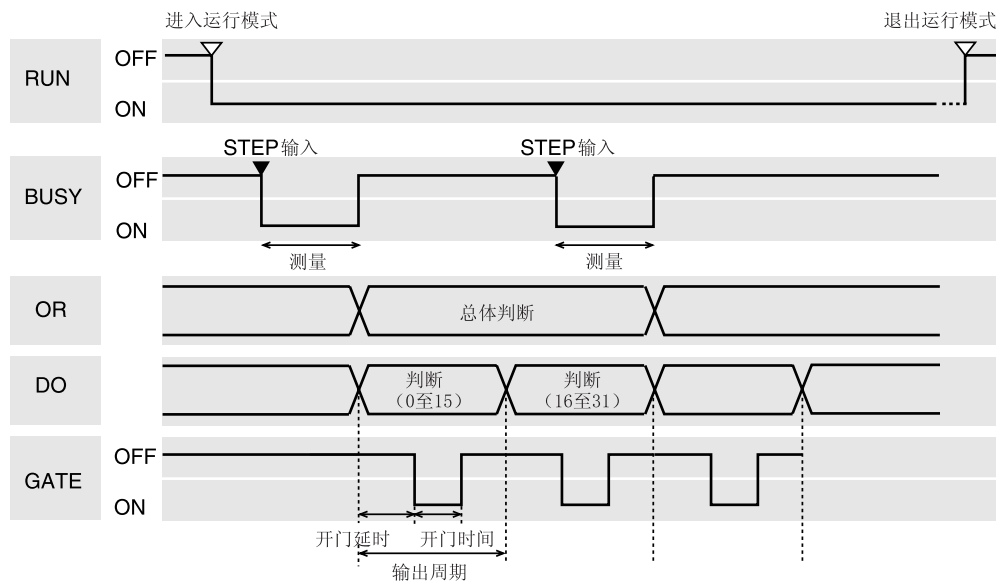 进入运行模式
退出运行模式
RUN
OFF
ON
STEP输入
STEP输入
BUSY
OFF
ON
测量
测量
OR
总体判断
DO
判断
（0至15）
判断
（16至31）
GATE
OFF
ON
开门延时
开门时间
输出周期